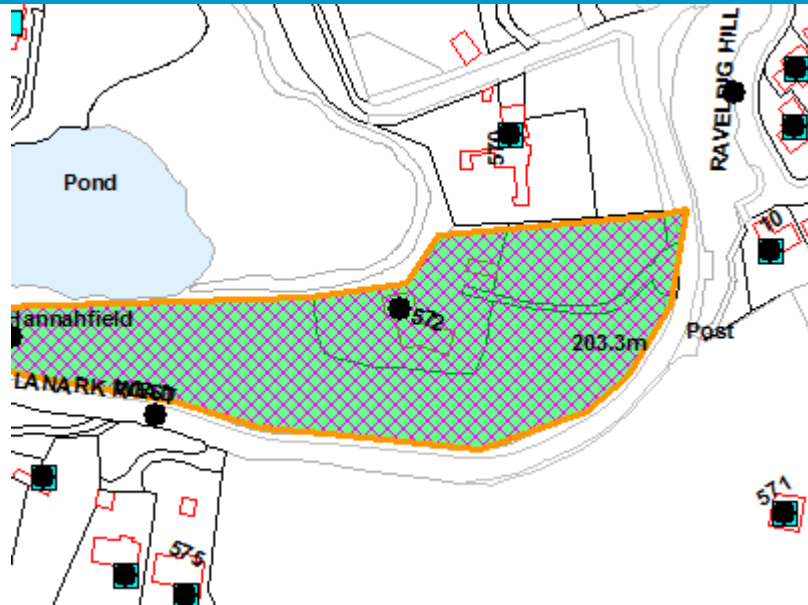 RAVELRIG HILL
570
Pond
10
Hannahfield
572
Post
203.3m
LANARK ROAD
571
575